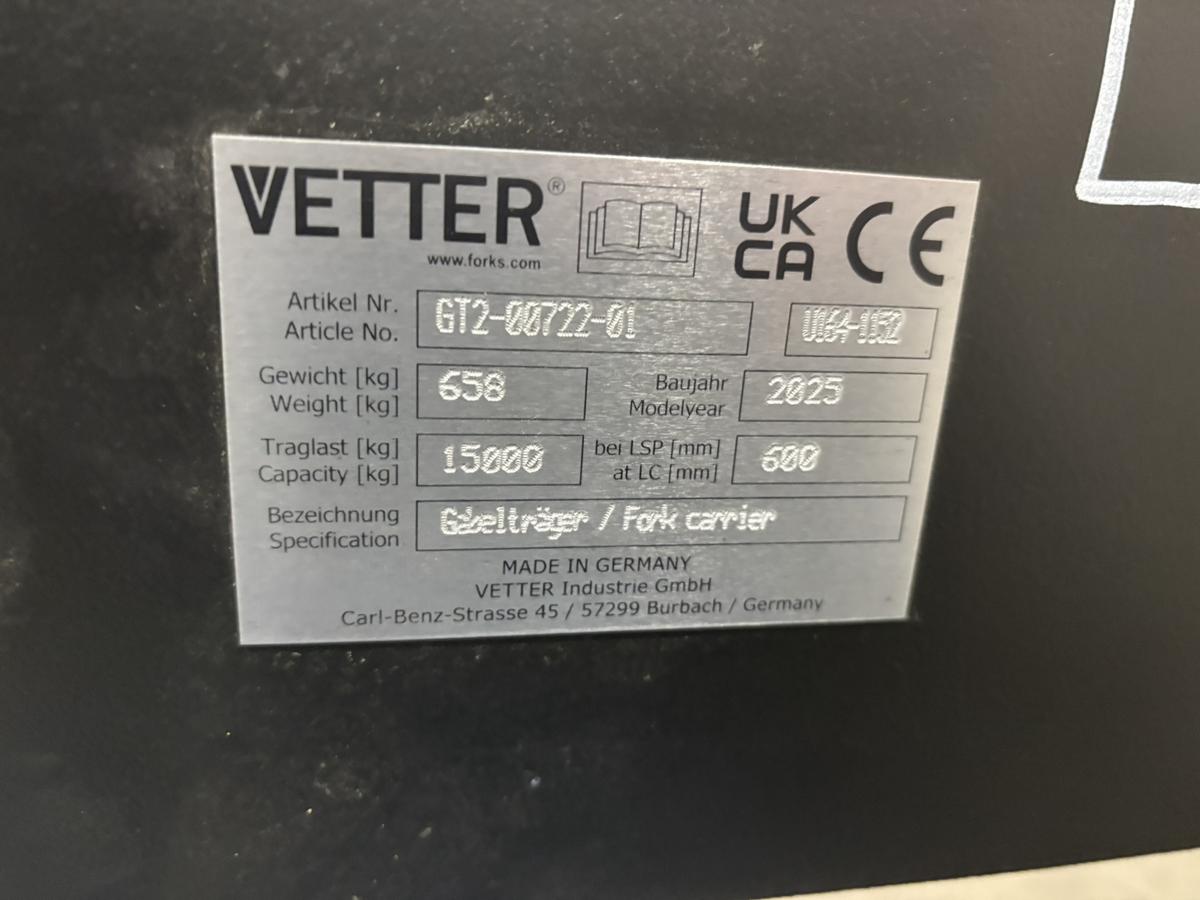 VETTER®
www.forks.com
UK
CA CE
Artikel Nr.
Article No. GT2-00722-01 U164-1152
Gewicht [kg]
Weight [kg] 658
Baujahr
Modelyear 2025
Traglast [kg]
Capacity [kg] 15000
bei LSP [mm]
at LC [mm] 600
Bezeichnung
Specification Gabelträger / Fork carrier
MADE IN GERMANY
VETTER Industrie GmbH
Carl-Benz-Strasse 45 / 57299 Burbach / Germany